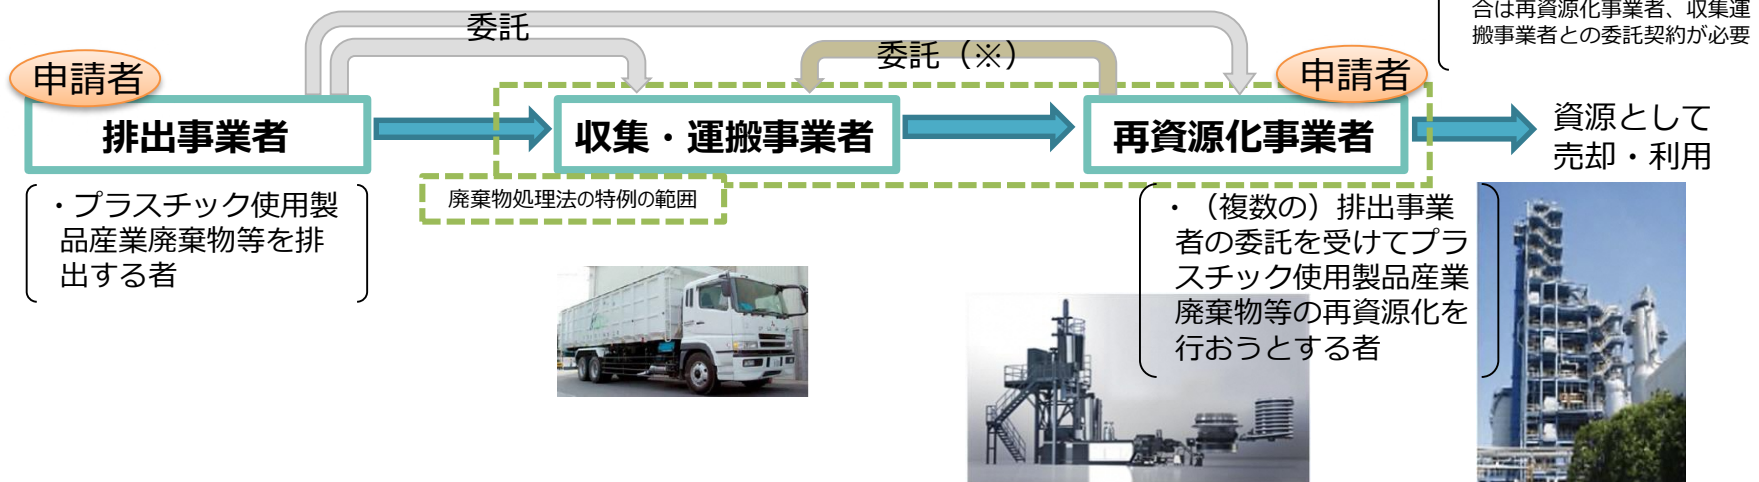 合は再資源化事業者、収集運
搬事業者との委託契約が必要
委託
委託（※）
申請者
申請者
排出事業者
収集・運搬事業者
再資源化事業者
資源として
売却・利用
廃棄物処理法の特例の範囲
・プラスチック使用製
品産業廃棄物等を排
出する者
・（複数の）排出事業
者の委託を受けてプラ
スチック使用製品産業
廃棄物等の再資源化を
行おうとする者